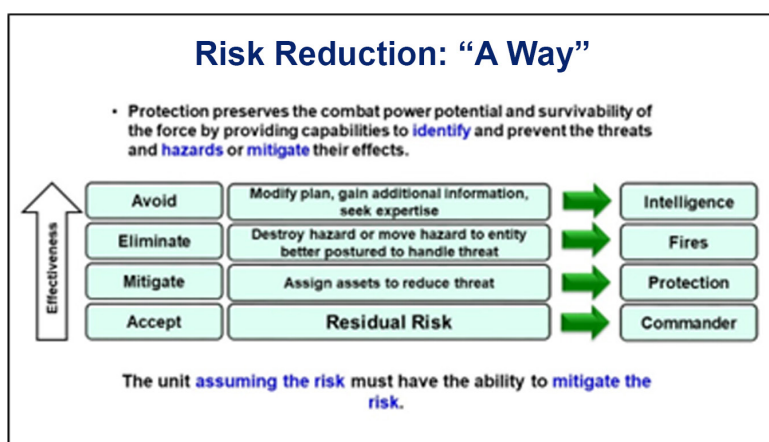 Risk Reduction: “A Way”
• Protection preserves the combat power potential and survivability of
the force by providing capabilities to identify and prevent the threats
and hazards or mitigate their effects.
Effectiveness
Avoid
Modify plan, gain additional information,
seek expertise
Intelligence
Eliminate
Destroy hazard or move hazard to entity
better postured to handle threat
Fires
Mitigate
Assign assets to reduce threat
Protection
Accept
Residual Risk
Commander
The unit assuming the risk must have the ability to mitigate the
risk.